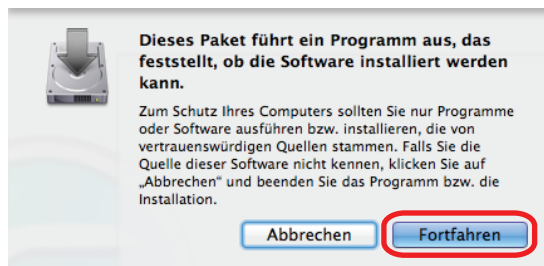 Dieses Paket führt ein Programm aus, das
feststellt, ob die Software installiert werden
kann.
Zum Schutz Ihres Computers sollten Sie nur Programme
oder Software ausführen bzw. installieren, die von
vertrauenswürdigen Quellen stammen. Falls Sie die
Quelle dieser Software nicht kennen, klicken Sie auf
„Abbrechen“ und beenden Sie das Programm bzw. die
Installation.
Abbrechen Fortfahren